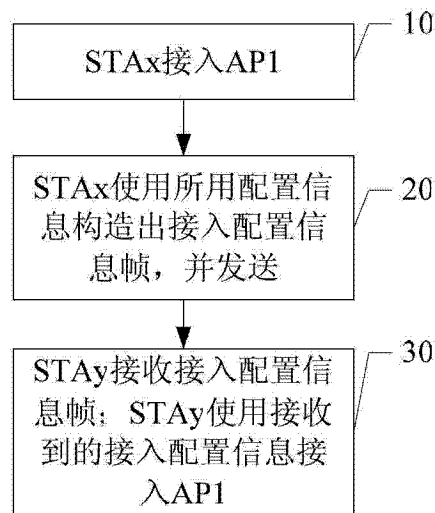 10
STAx接入AP1
20
STAx使用所用配置信
息构造出接入配置信
息帧，并发送
30
STAy接收接入配置信
息帧；STAy使用接收
到的接入配置信息接
入AP1